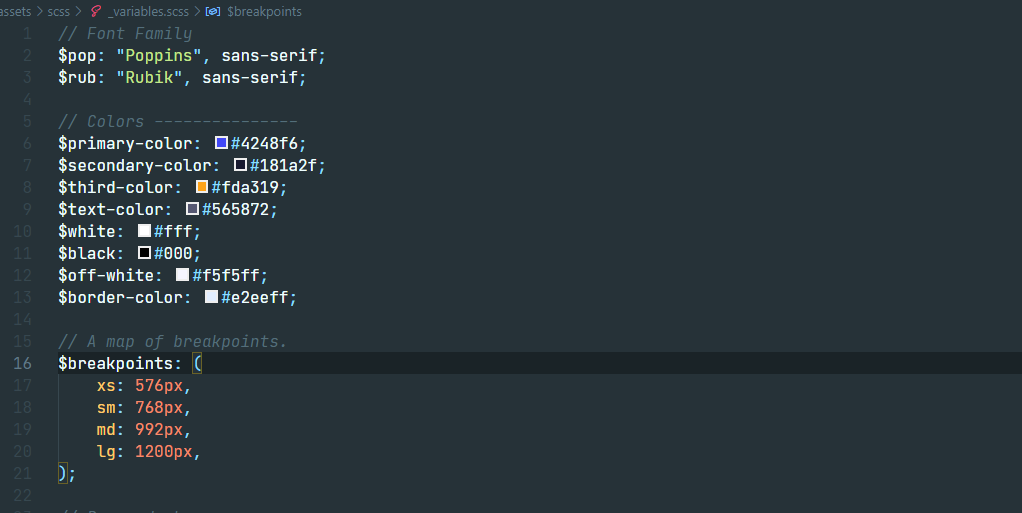 assets > scss > _variables.scss > $breakpoints
1 // Font Family
2 $pop: "Poppins", sans-serif;
3 $rub: "Rubik", sans-serif;
4
5 // Colors ---------------
6 $primary-color: #4248f6;
7 $secondary-color: #181a2f;
8 $third-color: #fda319;
9 $text-color: #565872;
10 $white: #fff;
11 $black: #000;
12 $off-white: #f5f5ff;
13 $border-color: #e2eeff;
14
15 // A map of breakpoints.
16 $breakpoints: (
17 xs: 576px,
18 sm: 768px,
19 md: 992px,
20 lg: 1200px,
21 );
22